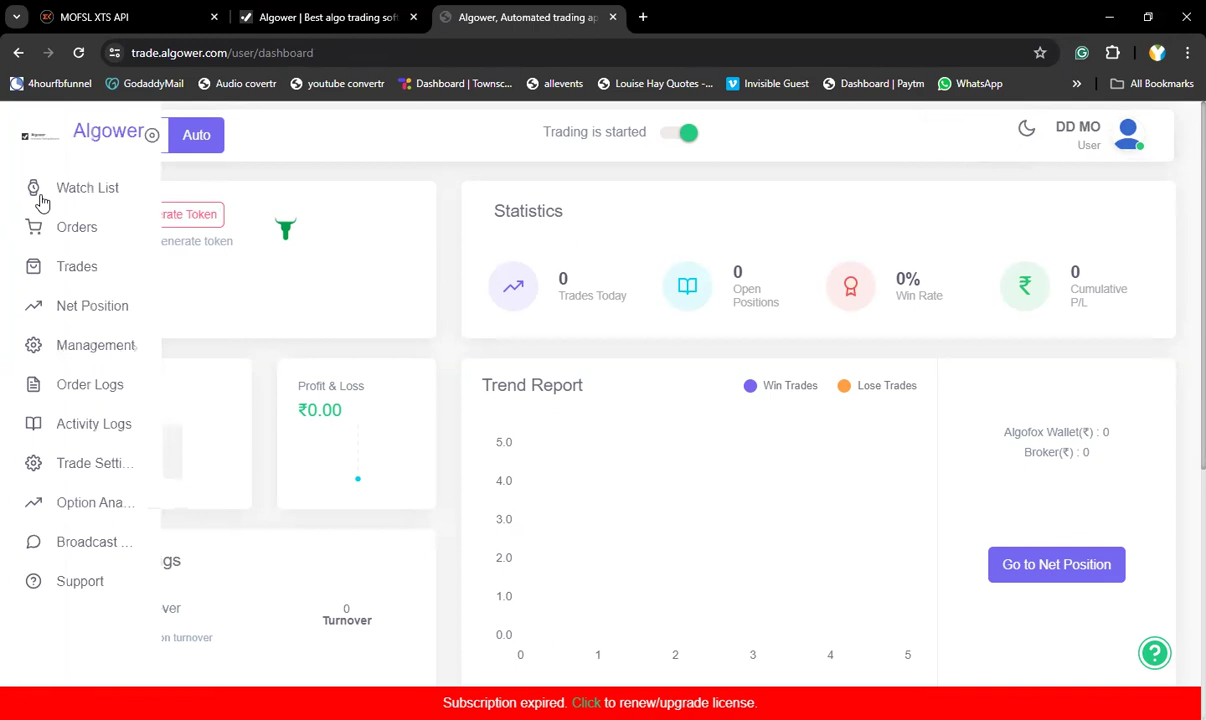 MOFSL XTS API
Algower | Best algo trading soft
Algower, Automated trading ap
trade.algower.com/user/dashboard
4hourfbfunnel
GodaddyMail
Audio covertr
youtube convertr
Dashboard | Townsc...
allevents
Louise Hay Quotes -...
Invisible Guest
Dashboard | Paytm
WhatsApp
All Bookmarks
Algower
Auto
Trading is started
DD MO
User
Watch List
Orders
Trades
Net Position
Management
Order Logs
Activity Logs
Trade Setti...
Option Ana...
Broadcast ...
Support
rate Token
enerate token
Statistics
0
Trades Today
0
Open
Positions
0%
Win Rate
₹
0
Cumulative
P/L
Profit & Loss
₹0.00
Trend Report
Win Trades
Lose Trades
5.0
4.0
3.0
2.0
1.0
0.0
0 1 2 3 4 5
Algofox Wallet(₹) : 0
Broker(₹) : 0
Go to Net Position
gs
ver
0
Turnover
on turnover
?
Subscription expired. Click to renew/upgrade license.